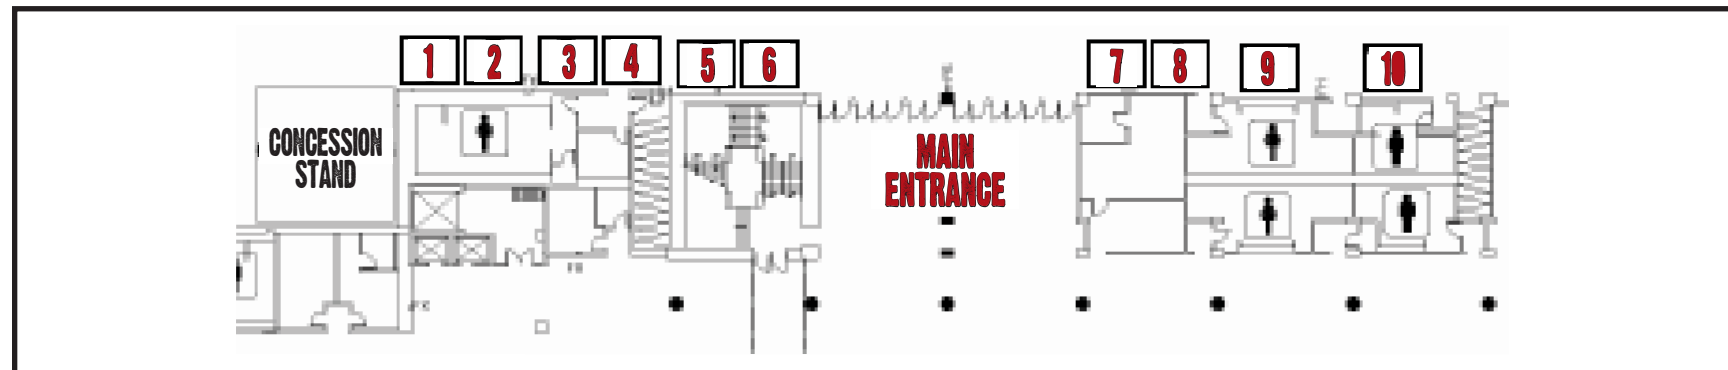 1 2 3 4 5 6 7 8 9 10
CONCESSION
STAND
MAIN
ENTRANCE